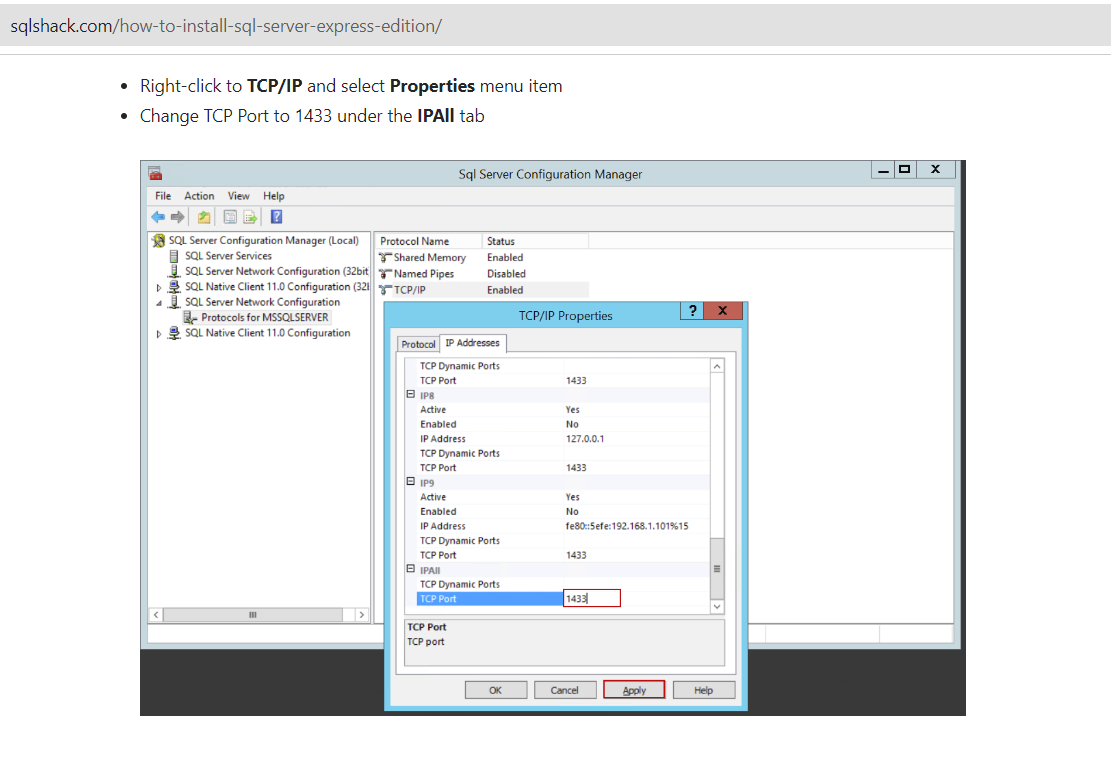 sqlshack.com/how-to-install-sql-server-express-edition/
• Right-click to TCP/IP and select Properties menu item
• Change TCP Port to 1433 under the IPAll tab
Sql Server Configuration Manager
File Action View Help
SQL Server Configuration Manager (Local)
SQL Server Services
SQL Server Network Configuration (32bit
SQL Native Client 11.0 Configuration (32
SQL Server Network Configuration
Protocols for MSSQLSERVER
SQL Native Client 11.0 Configuration
Protocol Name Status
Shared Memory Enabled
Named Pipes Disabled
TCP/IP Enabled
TCP/IP Properties
Protocol IP Addresses
TCP Dynamic Ports
TCP Port 1433
IP8
Active Yes
Enabled No
IP Address 127.0.0.1
TCP Dynamic Ports
TCP Port 1433
IP9
Active Yes
Enabled No
IP Address fe80::5efe:192.168.1.101%15
TCP Dynamic Ports
TCP Port 1433
IPAll
TCP Dynamic Ports
TCP Port 1433
TCP Port
TCP port
OK Cancel Apply Help